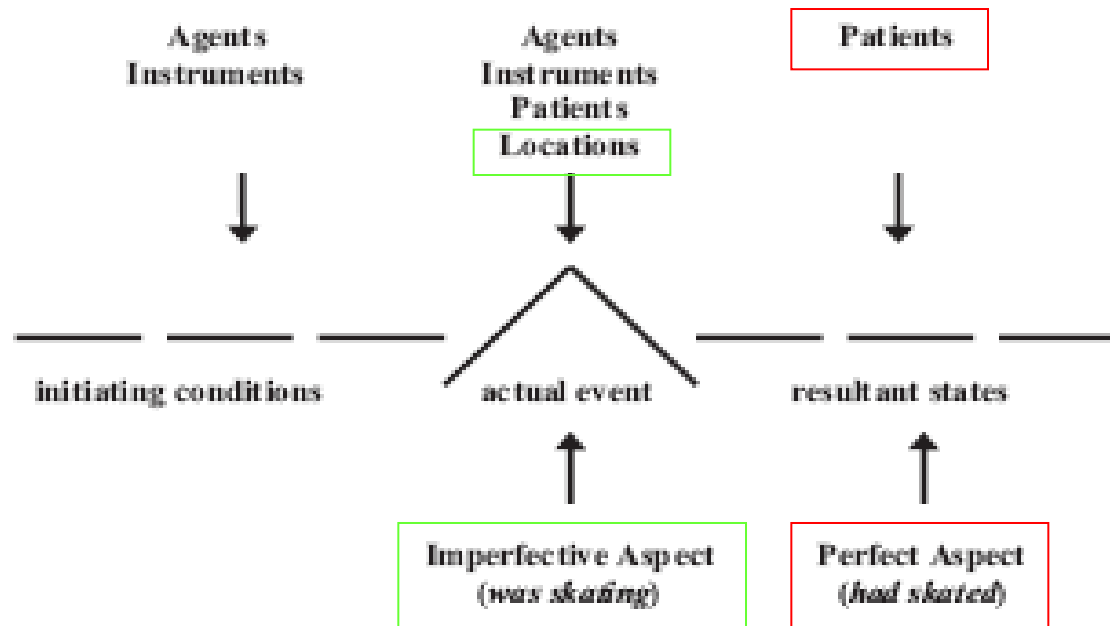 Agents
Instruments
Agents
Instruments
Patients
Locations
Patients
initiating conditions
actual event
resultant states
Imperfective Aspect
(was skating)
Perfect Aspect
(had skated)